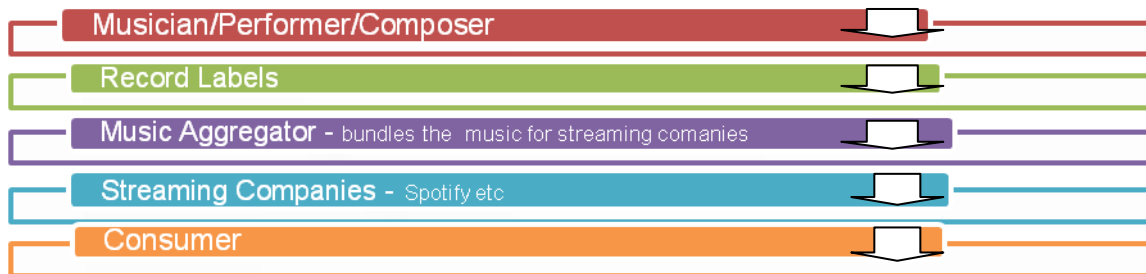 Musician/Performer/Composer
Record Labels
Music Aggregator - bundles the music for streaming comanies
Streaming Companies - Spotify etc
Consumer